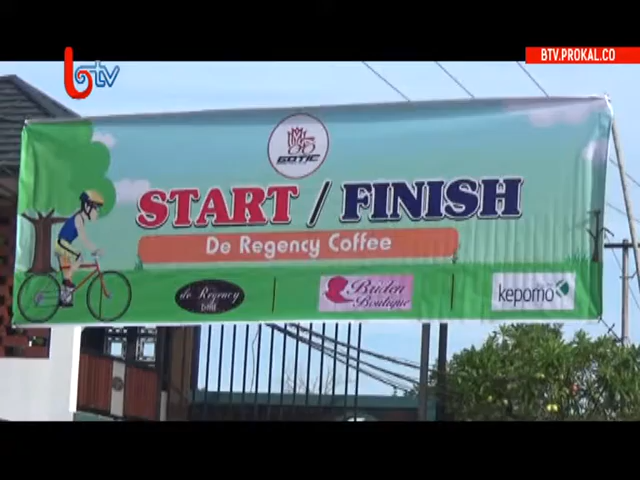 btv
BTV.PROKAL.CO
GOTIC
START / FINISH
De Regency Coffee
de Regency
Briden
Boutique
kepomo